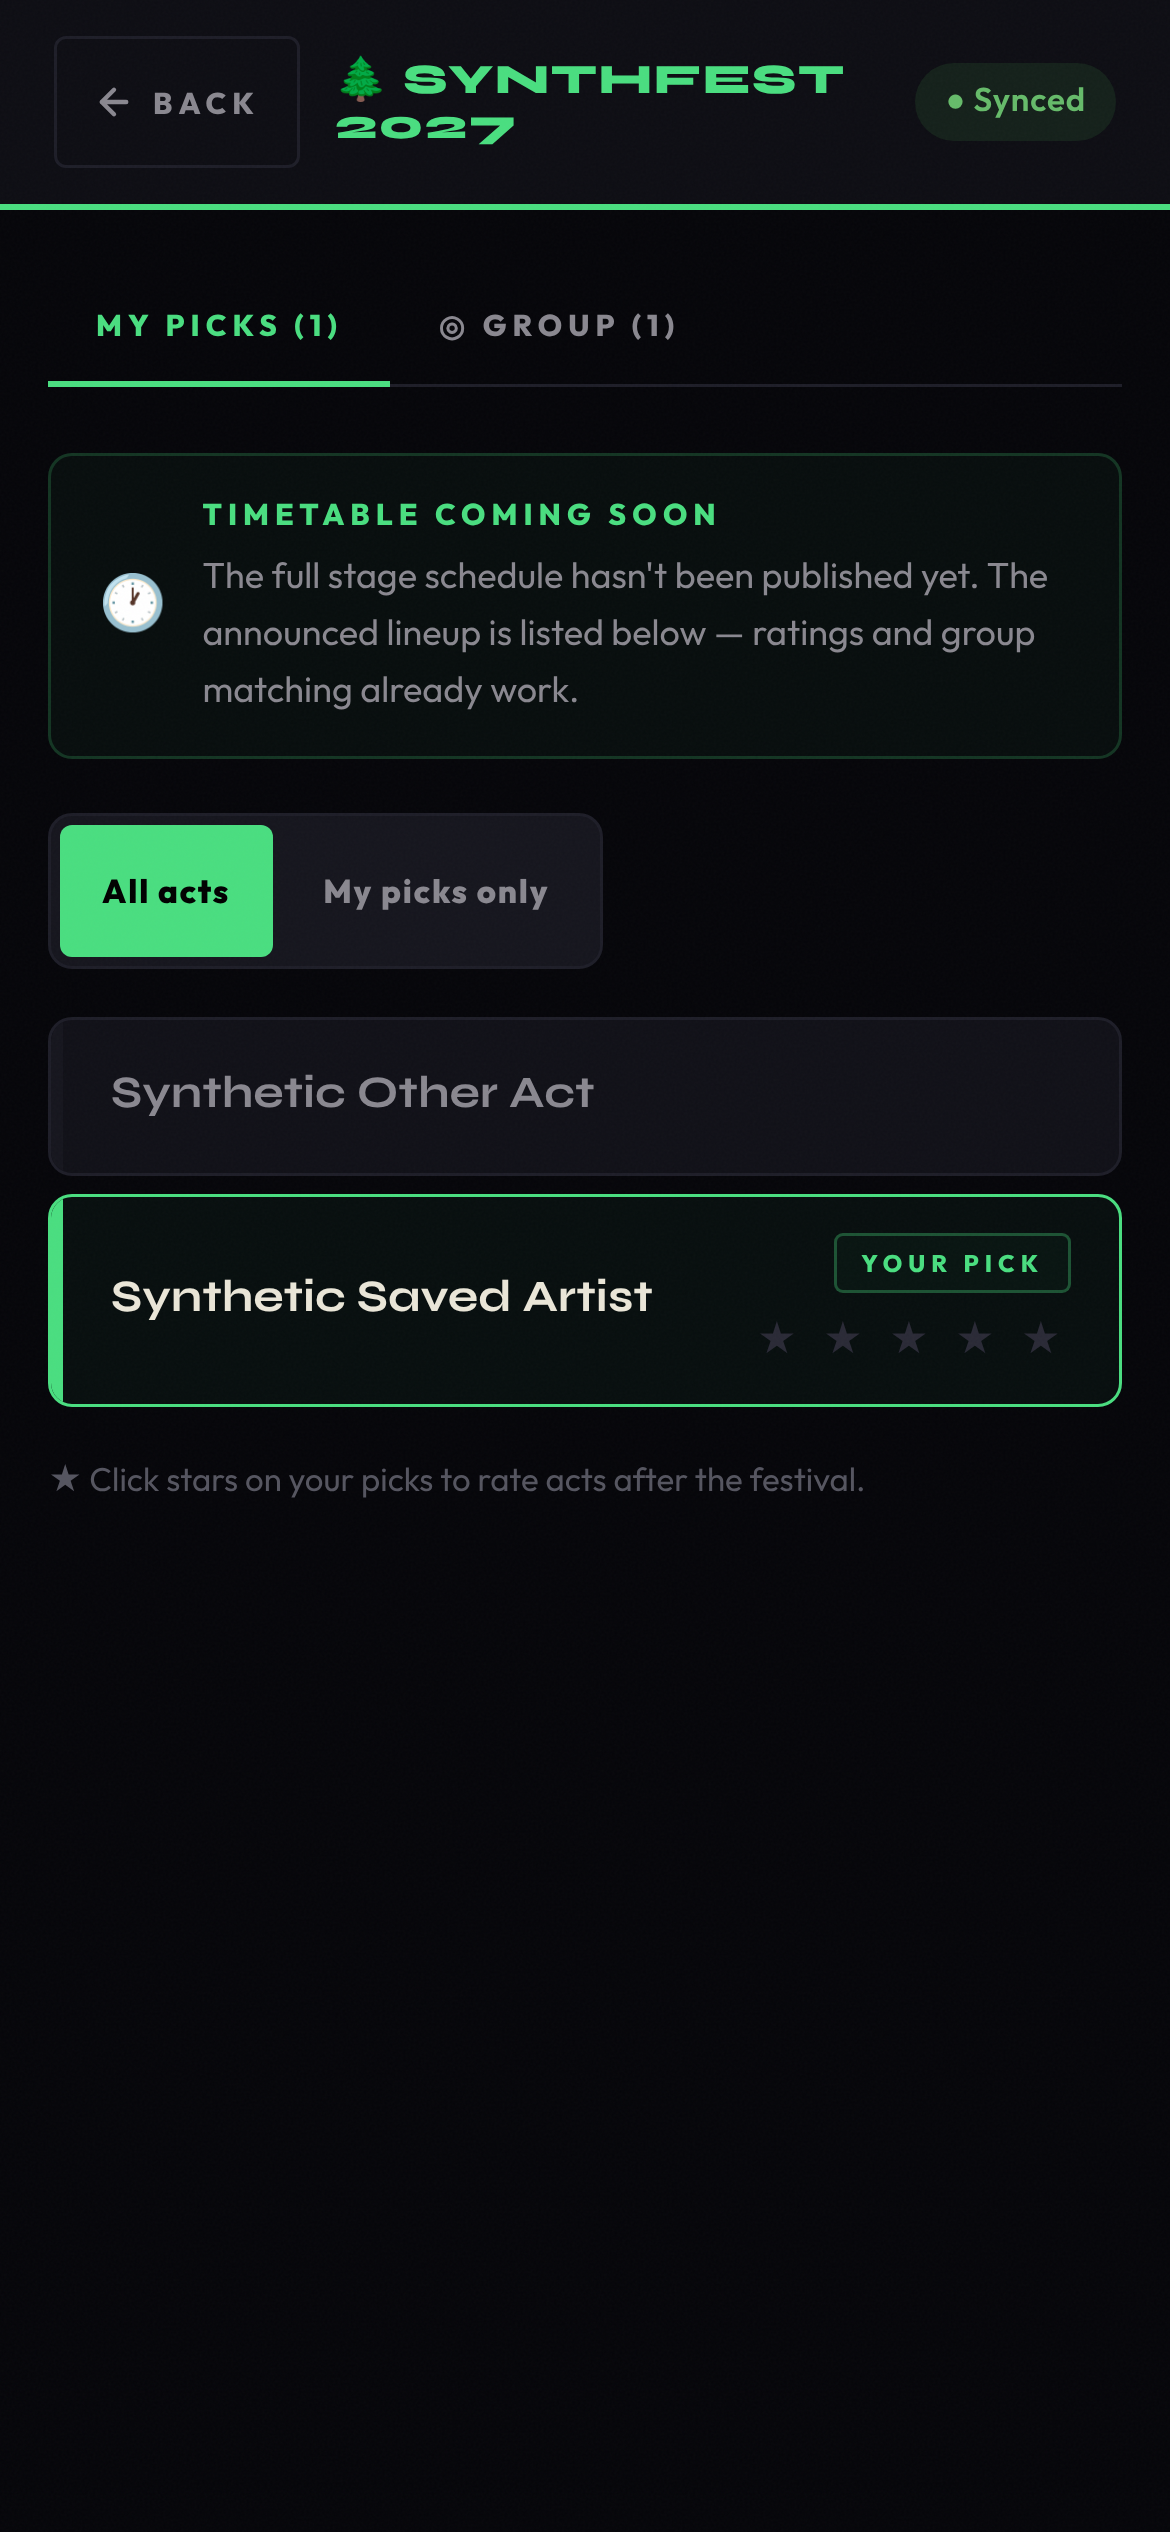 ← BACK
🌲 SYNTHFEST
2027
● Synced
MY PICKS (1)
◎ GROUP (1)
TIMETABLE COMING SOON
The full stage schedule hasn't been published yet. The
announced lineup is listed below — ratings and group
matching already work.
All acts
My picks only
Synthetic Other Act
YOUR PICK
Synthetic Saved Artist
★ ★ ★ ★ ★
★ Click stars on your picks to rate acts after the festival.